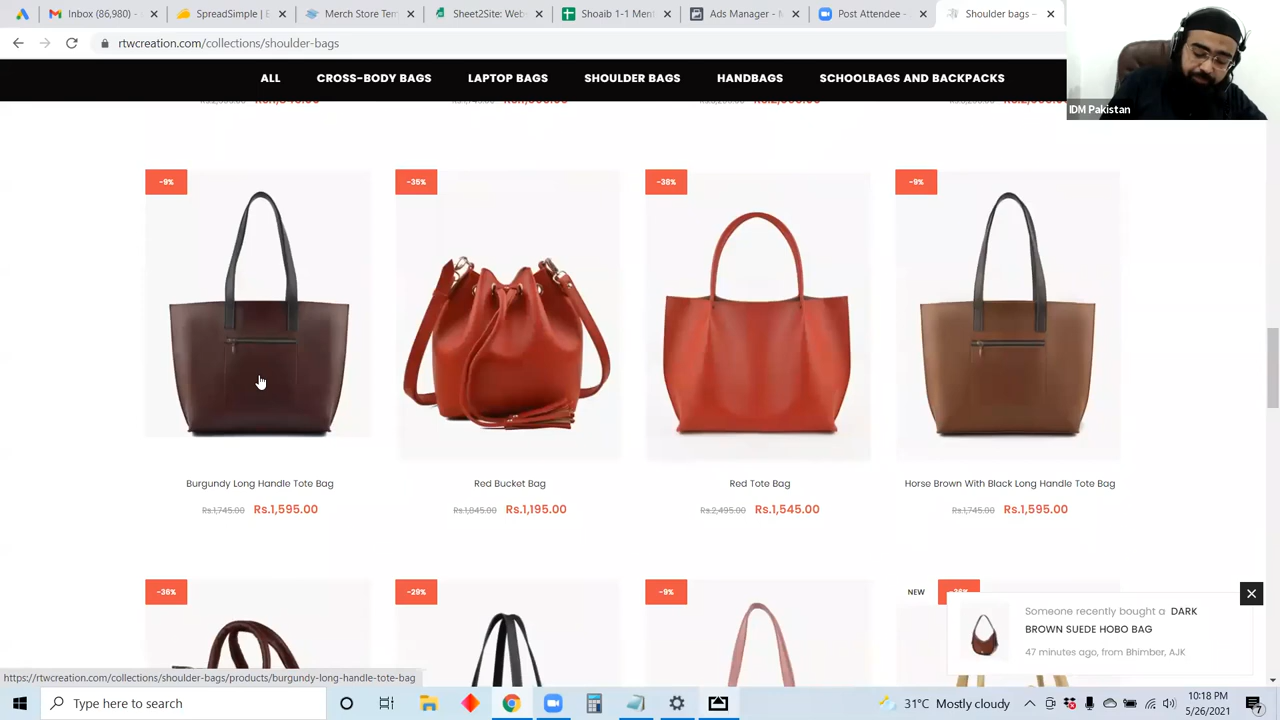 Inbox (86,980) -
SpreadSimple | E
Merch Store Tem
Sheet2Site: Web
Shoaib 1-1 Ment
Ads Manager - M
Post Attendee -
Shoulder bags –
rtwcreation.com/collections/shoulder-bags
ALL
CROSS-BODY BAGS
LAPTOP BAGS
SHOULDER BAGS
HANDBAGS
SCHOOLBAGS AND BACKPACKS
IDM Pakistan
-9%
-36%
-38%
-9%
Burgundy Long Handle Tote Bag
Red Bucket Bag
Red Tote Bag
Horse Brown With Black Long Handle Tote Bag
Rs.1,745.00 Rs.1,595.00
Rs.1,845.00 Rs.1,195.00
Rs.2,495.00 Rs.1,545.00
Rs.1,745.00 Rs.1,595.00
-36%
-29%
-9%
NEW
Someone recently bought a DARK
BROWN SUEDE HOBO BAG
47 minutes ago, from Bhimber, AJK
https://rtwcreation.com/collections/shoulder-bags/products/burgundy-long-handle-tote-bag
Type here to search
31°C Mostly cloudy
10:18 PM
5/26/2021
7